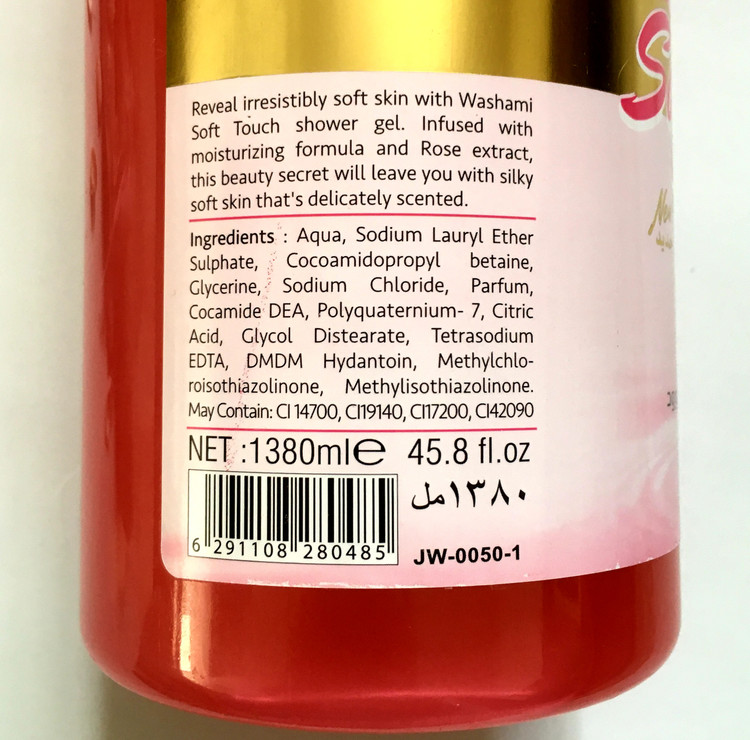 Reveal irresistibly soft skin with Washami
Soft Touch shower gel. Infused with
moisturizing formula and Rose extract,
this beauty secret will leave you with silky
soft skin that's delicately scented.
Ingredients : Aqua, Sodium Lauryl Ether
Sulphate, Cocoamidopropyl betaine,
Glycerine, Sodium Chloride, Parfum,
Cocamide DEA, Polyquaternium- 7, Citric
Acid, Glycol Distearate, Tetrasodium
EDTA, DMDM Hydantoin, Methylchlo-
roisothiazolinone, Methylisothiazolinone.
May Contain: CI 14700, CI19140, CI17200, CI42090
NET :1380ml℮ 45.8 fl.oz
١٣٨٠مل
6 291108 280485
JW-0050-1